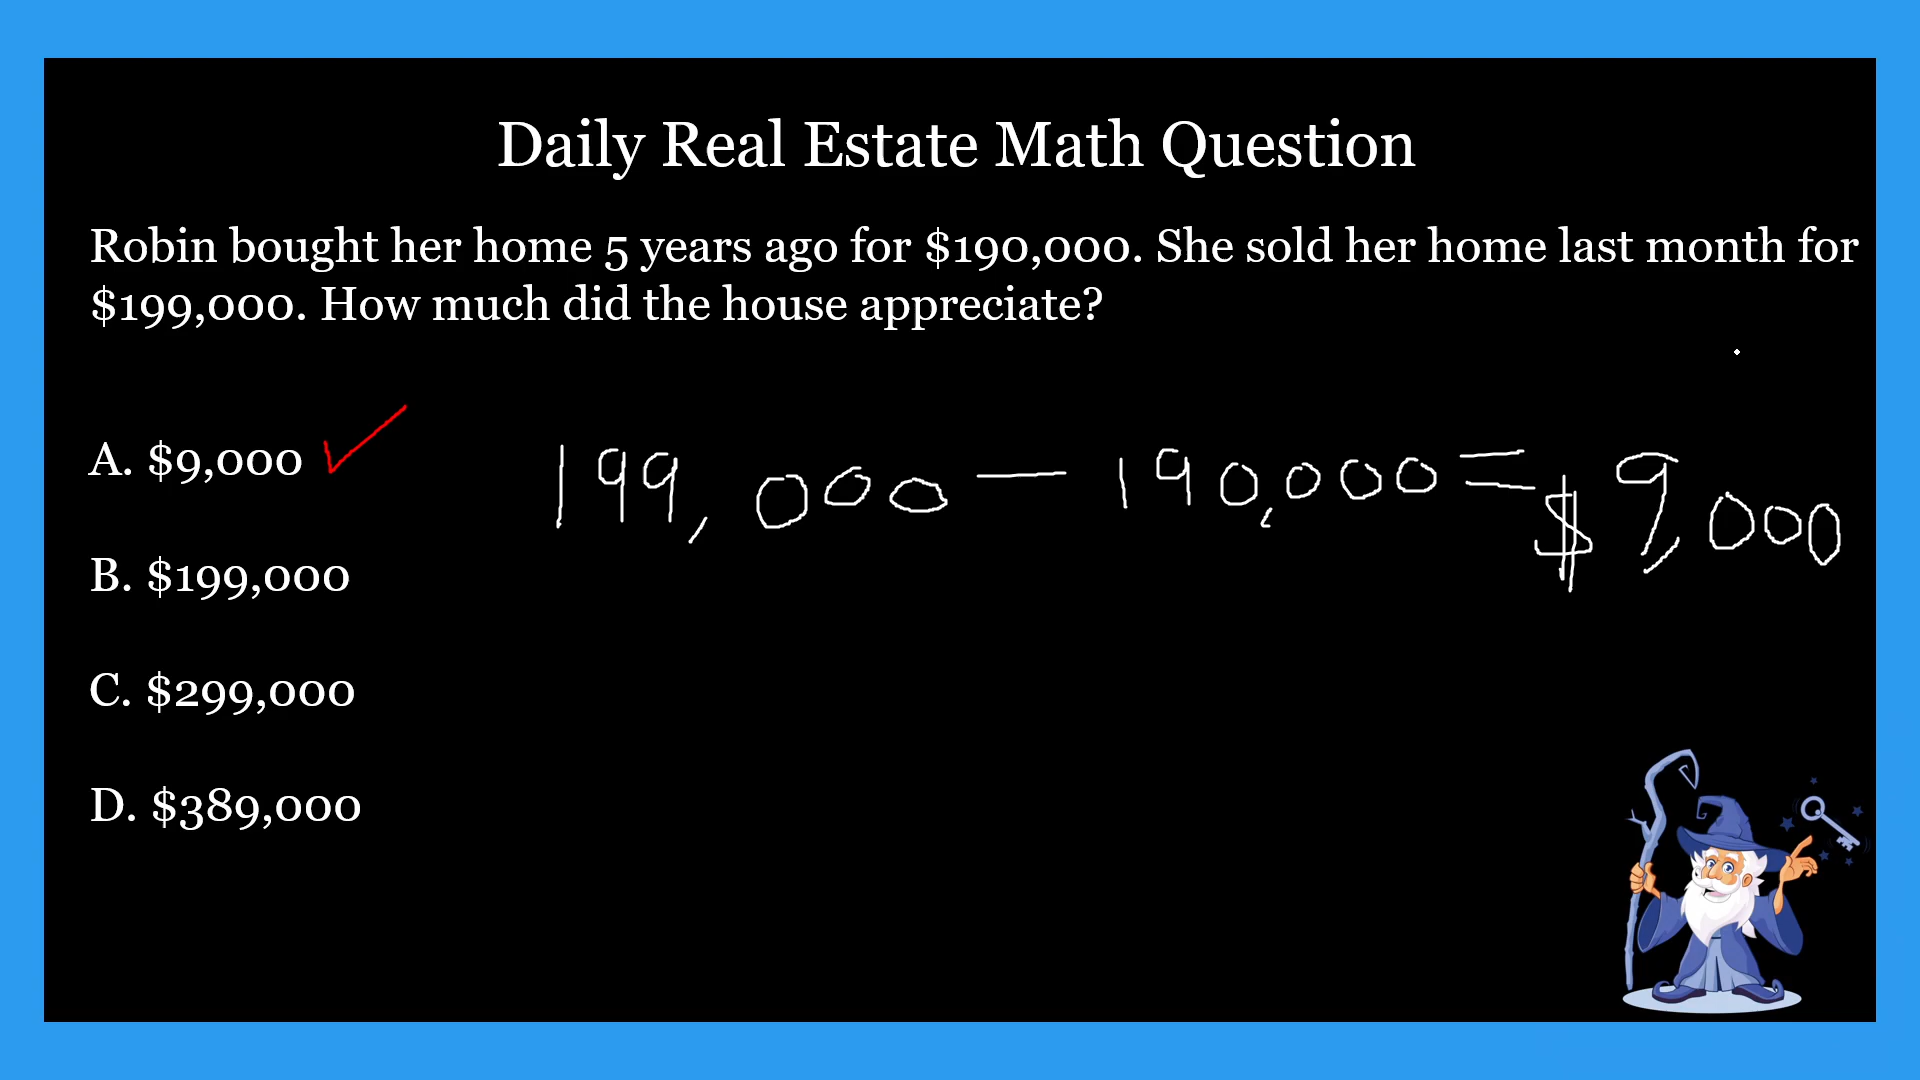 Daily Real Estate Math Question
Robin bought her home 5 years ago for $190,000. She sold her home last month for
$199,000. How much did the house appreciate?
A. $9,000
199,000 — 190,000 = $9,000
B. $199,000
C. $299,000
D. $389,000